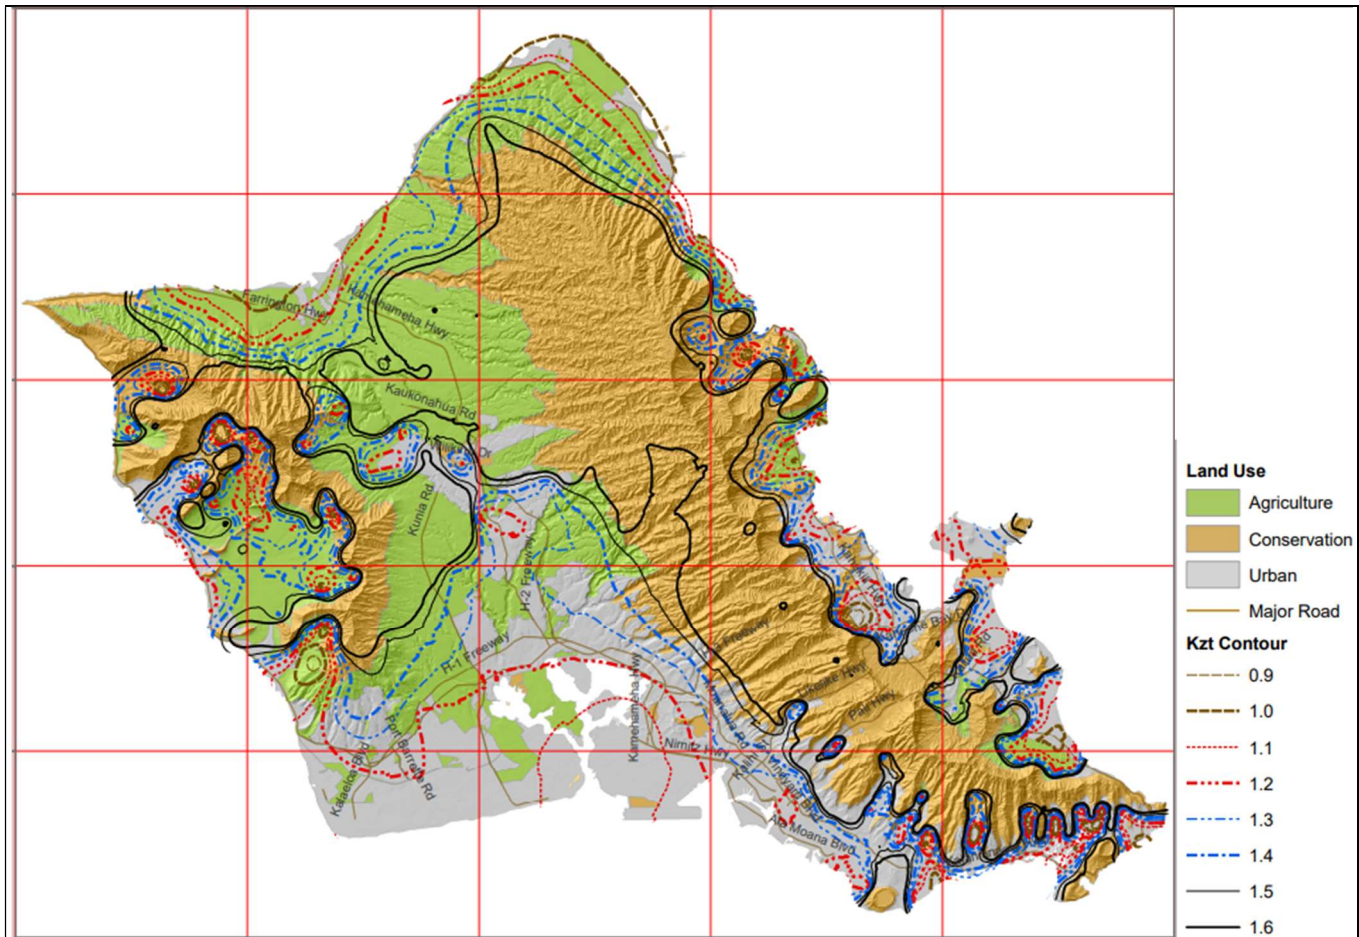 Farrington Hwy
Kamehameha Hwy
Kaukonahua Rd
Kunia Rd
H-2 Freeway
H-1 Freeway
Kamehameha Hwy
Likelike Hwy
Pali Hwy
Nimitz Hwy
Vineyard Blvd
Ala Moana Blvd
Kalaeloa Blvd
Fort Barrette Rd
Land Use
Agriculture
Conservation
Urban
Major Road
Kzt Contour
0.9
1.0
1.1
1.2
1.3
1.4
1.5
1.6